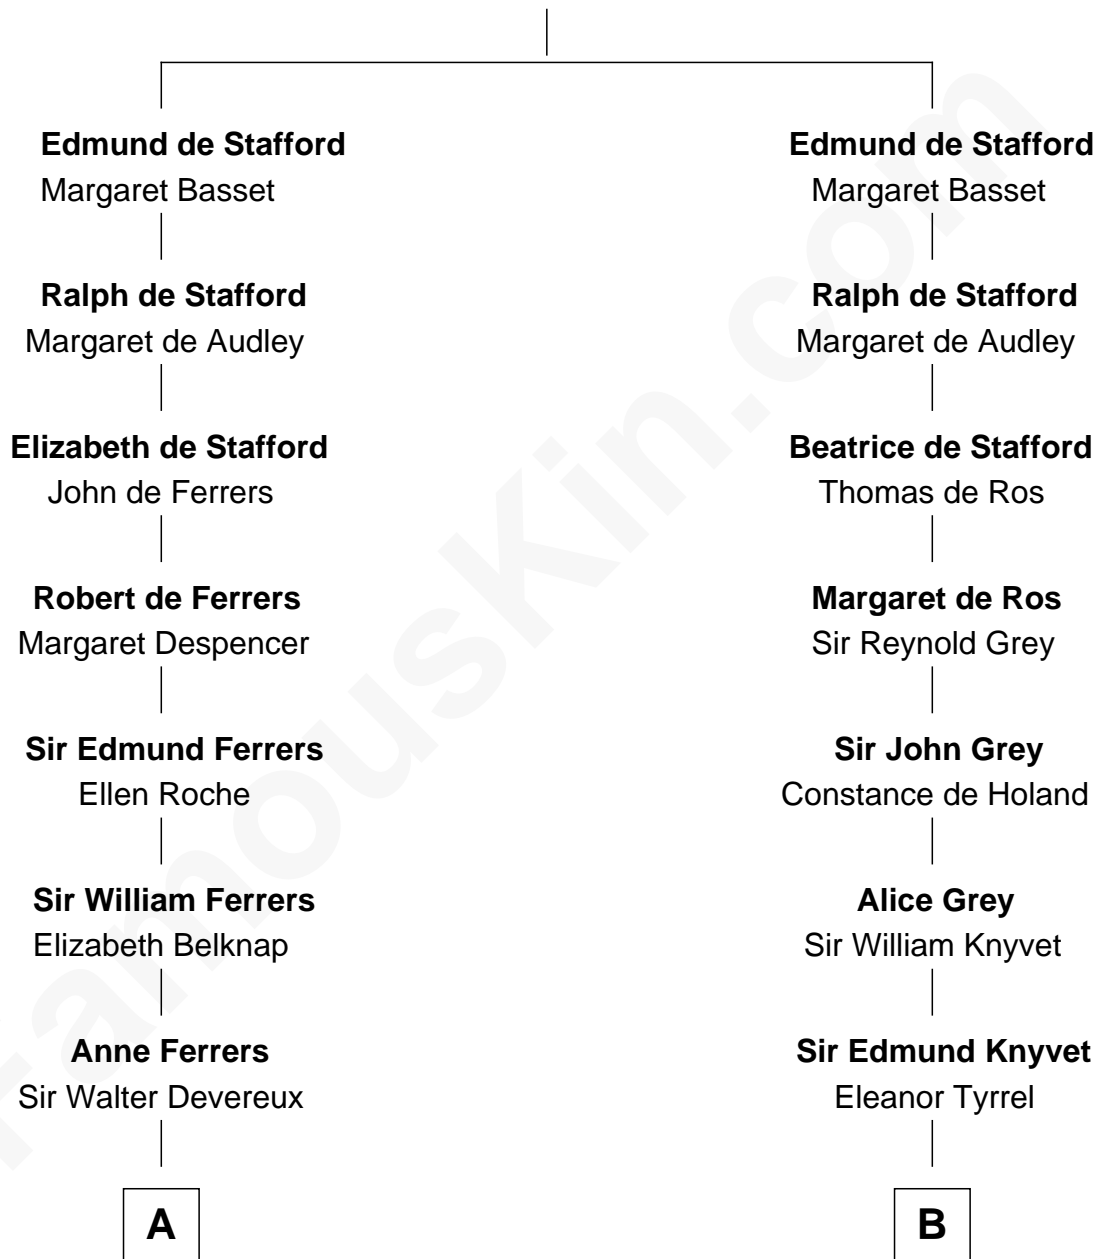 Edmund de Stafford
Margaret Basset
Ralph de Stafford
Margaret de Audley
Elizabeth de Stafford
John de Ferrers
Robert de Ferrers
Margaret Despencer
Sir Edmund Ferrers
Ellen Roche
Sir William Ferrers
Elizabeth Belknap
Anne Ferrers
Sir Walter Devereux
A
Edmund de Stafford
Margaret Basset
Ralph de Stafford
Margaret de Audley
Beatrice de Stafford
Thomas de Ros
Margaret de Ros
Sir Reynold Grey
Sir John Grey
Constance de Holand
Alice Grey
Sir William Knyvet
Sir Edmund Knyvet
Eleanor Tyrrel
B
FamousKin.com